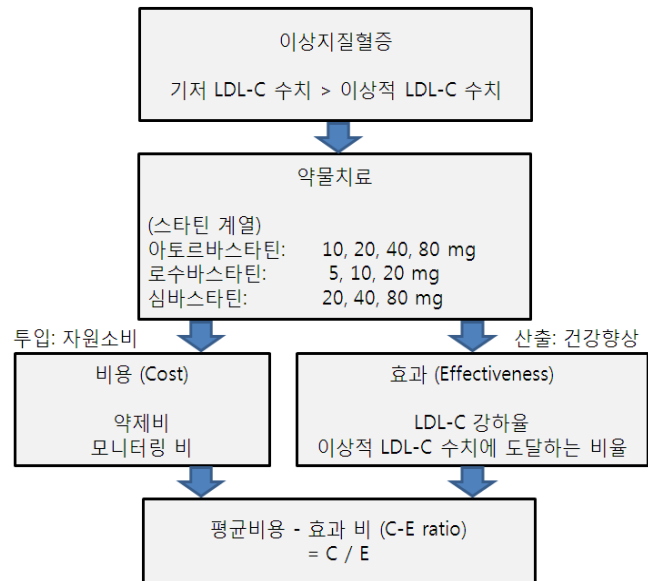 이상지질혈증
기저 LDL-C 수치 > 이상적 LDL-C 수치
약물치료
(스타틴 계열)
아토르바스타틴: 10, 20, 40, 80 mg
로수바스타틴: 5, 10, 20 mg
심바스타틴: 20, 40, 80 mg
투입: 자원소비
산출: 건강향상
비용 (Cost)
약제비
모니터링 비
효과 (Effectiveness)
LDL-C 강하율
이상적 LDL-C 수치에 도달하는 비율
평균비용 - 효과 비 (C-E ratio)
= C / E